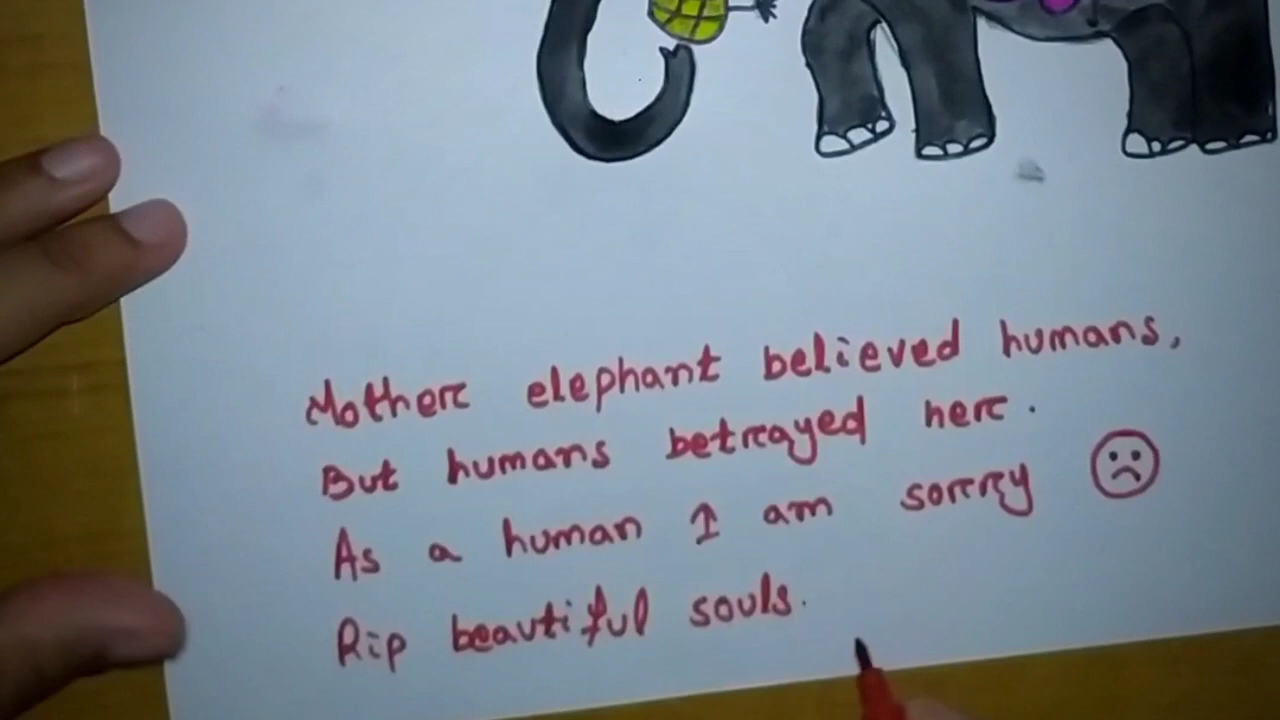 Mother elephant believed humans,
But humans betrayed her.
As a human I am sorry
Rip beautiful souls.